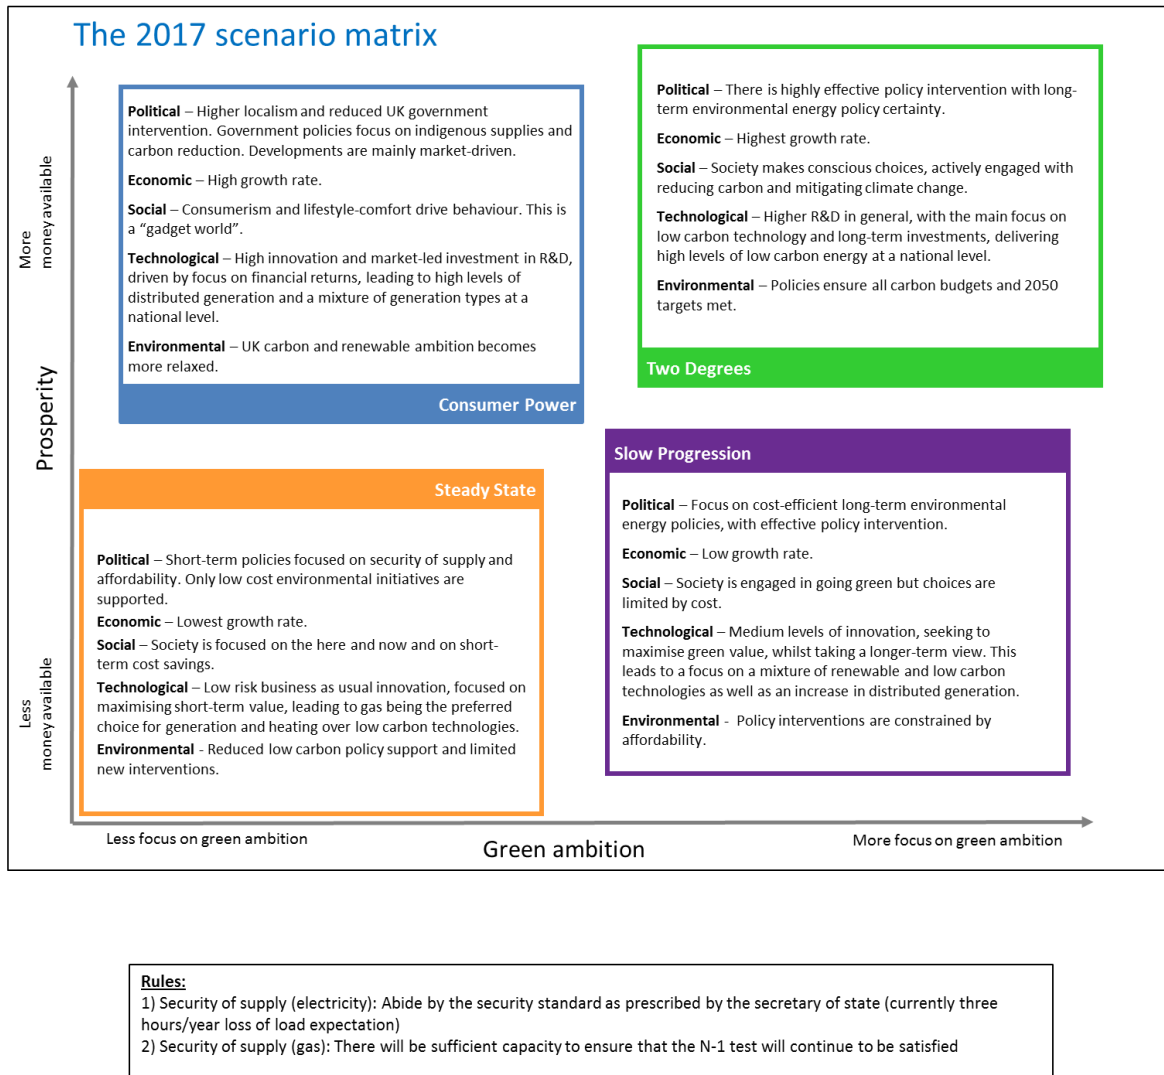 The 2017 scenario matrix
Political – Higher localism and reduced UK government
intervention. Government policies focus on indigenous supplies and
carbon reduction. Developments are mainly market-driven.
Economic – High growth rate.
Social – Consumerism and lifestyle-comfort drive behaviour. This is
a “gadget world”.
Technological – High innovation and market-led investment in R&D,
driven by focus on financial returns, leading to high levels of
distributed generation and a mixture of generation types at a
national level.
Environmental – UK carbon and renewable ambition becomes
more relaxed.
Consumer Power
Political – There is highly effective policy intervention with long-
term environmental energy policy certainty.
Economic – Highest growth rate.
Social – Society makes conscious choices, actively engaged with
reducing carbon and mitigating climate change.
Technological – Higher R&D in general, with the main focus on
low carbon technology and long-term investments, delivering
high levels of low carbon energy at a national level.
Environmental – Policies ensure all carbon budgets and 2050
targets met.
Two Degrees
Steady State
Political – Short-term policies focused on security of supply and
affordability. Only low cost environmental initiatives are
supported.
Economic – Lowest growth rate.
Social – Society is focused on the here and now and on short-
term cost savings.
Technological – Low risk business as usual innovation, focused on
maximising short-term value, leading to gas being the preferred
choice for generation and heating over low carbon technologies.
Environmental - Reduced low carbon policy support and limited
new interventions.
Slow Progression
Political – Focus on cost-efficient long-term environmental
energy policies, with effective policy intervention.
Economic – Low growth rate.
Social – Society is engaged in going green but choices are
limited by cost.
Technological – Medium levels of innovation, seeking to
maximise green value, whilst taking a longer-term view. This
leads to a focus on a mixture of renewable and low carbon
technologies as well as an increase in distributed generation.
Environmental - Policy interventions are constrained by
affordability.
More
money available
Prosperity
Less
money available
Less focus on green ambition
Green ambition
More focus on green ambition
Rules:
1) Security of supply (electricity): Abide by the security standard as prescribed by the secretary of state (currently three
hours/year loss of load expectation)
2) Security of supply (gas): There will be sufficient capacity to ensure that the N-1 test will continue to be satisfied